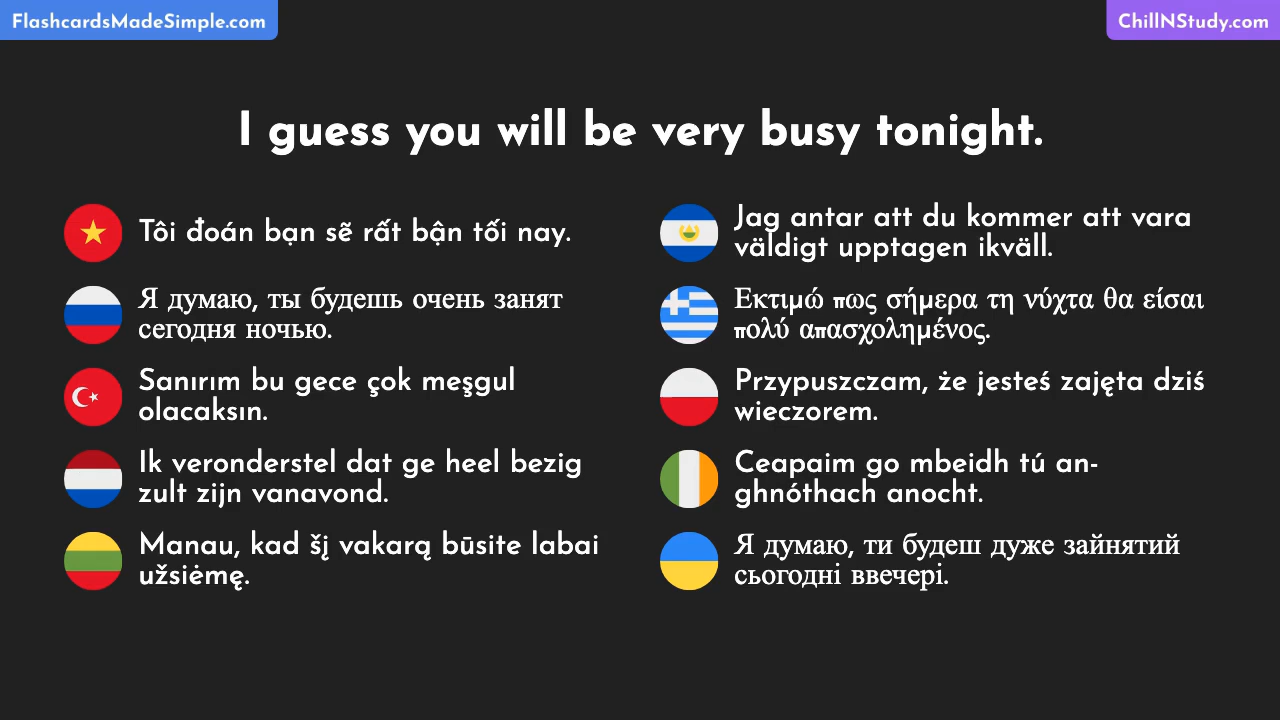 FlashcardsMadeSimple.com
ChillNStudy.com
I guess you will be very busy tonight.
Tôi đoán bạn sẽ rất bận tối nay.
Я думаю, ты будешь очень занят
сегодня ночью.
Sanırım bu gece çok meşgul
olacaksın.
Ik veronderstel dat ge heel bezig
zult zijn vanavond.
Manau, kad šį vakarą būsite labai
užsiėmę.
Jag antar att du kommer att vara
väldigt upptagen ikväll.
Εκτιμώ πως σήμερα τη νύχτα θα είσαι
πολύ απασχολημένος.
Przypuszczam, że jesteś zajęta dziś
wieczorem.
Ceapaim go mbeidh tú an-
ghnóthach anocht.
Я думаю, ти будеш дуже зайнятий
сьогодні ввечері.